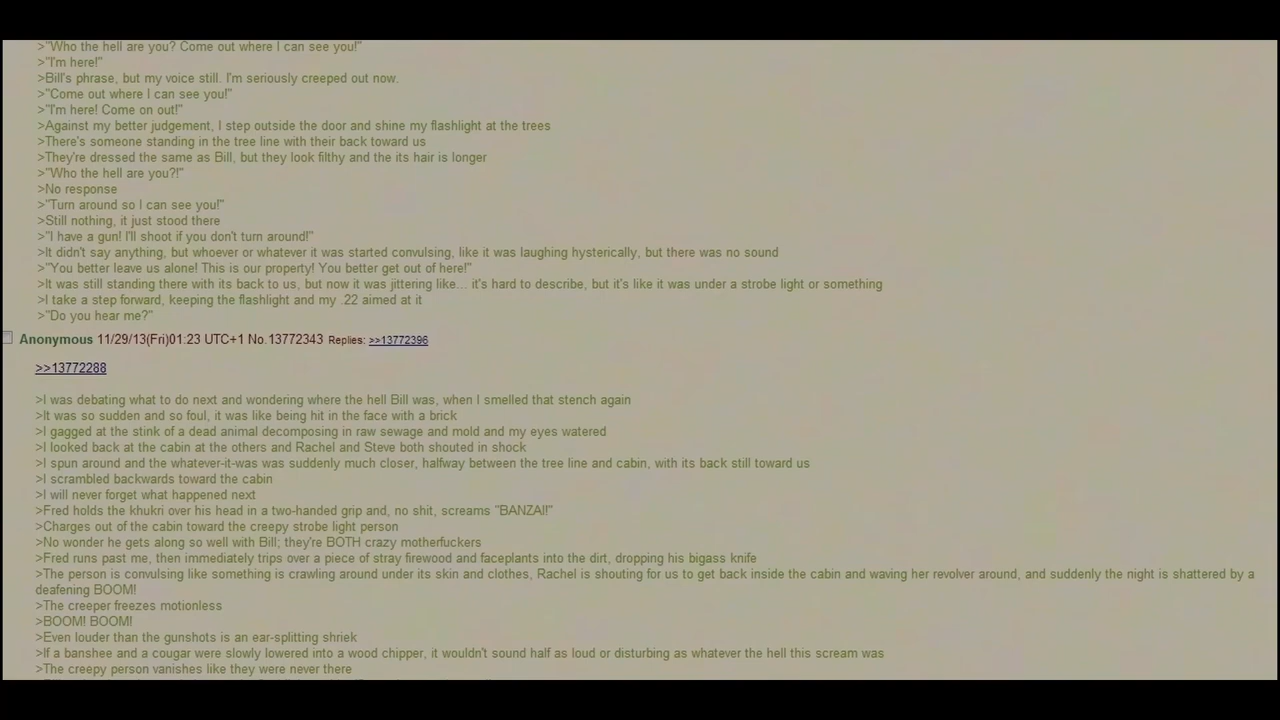 >"Who the hell are you? Come out where I can see you!"
>"I'm here!"
>Bill's phrase, but my voice still. I'm seriously creeped out now.
>"Come out where I can see you!"
>"I'm here! Come on out!"
>Against my better judgement, I step outside the door and shine my flashlight at the trees
>There's someone standing in the tree line with their back toward us
>They're dressed the same as Bill, but they look filthy and the its hair is longer
>"Who the hell are you?!"
>No response
>"Turn around so I can see you!"
>Still nothing, it just stood there
>"I have a gun! I'll shoot if you don't turn around!"
>It didn't say anything, but whoever or whatever it was started convulsing, like it was laughing hysterically, but there was no sound
>"You better leave us alone! This is our property! You better get out of here!"
>It was still standing there with its back to us, but now it was jittering like... it's hard to describe, but it's like it was under a strobe light or something
>I take a step forward, keeping the flashlight and my .22 aimed at it
>"Do you hear me?"
Anonymous 11/29/13(Fri)01:23 UTC+1 No.13772343 Replies: >>13772396
>>13772288
>I was debating what to do next and wondering where the hell Bill was, when I smelled that stench again
>It was so sudden and so foul, it was like being hit in the face with a brick
>I gagged at the stink of a dead animal decomposing in raw sewage and mold and my eyes watered
>I looked back at the cabin at the others and Rachel and Steve both shouted in shock
>I spun around and the whatever-it-was was suddenly much closer, halfway between the tree line and cabin, with its back still toward us
>I scrambled backwards toward the cabin
>I will never forget what happened next
>Fred holds the khukri over his head in a two-handed grip and, no shit, screams "BANZAI!"
>Charges out of the cabin toward the creepy strobe light person
>No wonder he gets along so well with Bill; they're BOTH crazy motherfuckers
>Fred runs past me, then immediately trips over a piece of stray firewood and faceplants into the dirt, dropping his bigass knife
>The person is convulsing like something is crawling around under its skin and clothes, Rachel is shouting for us to get back inside the cabin and waving her revolver around, and suddenly the night is shattered by a
deafening BOOM!
>The creeper freezes motionless
>BOOM! BOOM!
>Even louder than the gunshots is an ear-splitting shriek
>If a banshee and a cougar were slowly lowered into a wood chipper, it wouldn't sound half as loud or disturbing as whatever the hell this scream was
>The creepy person vanishes like they were never there